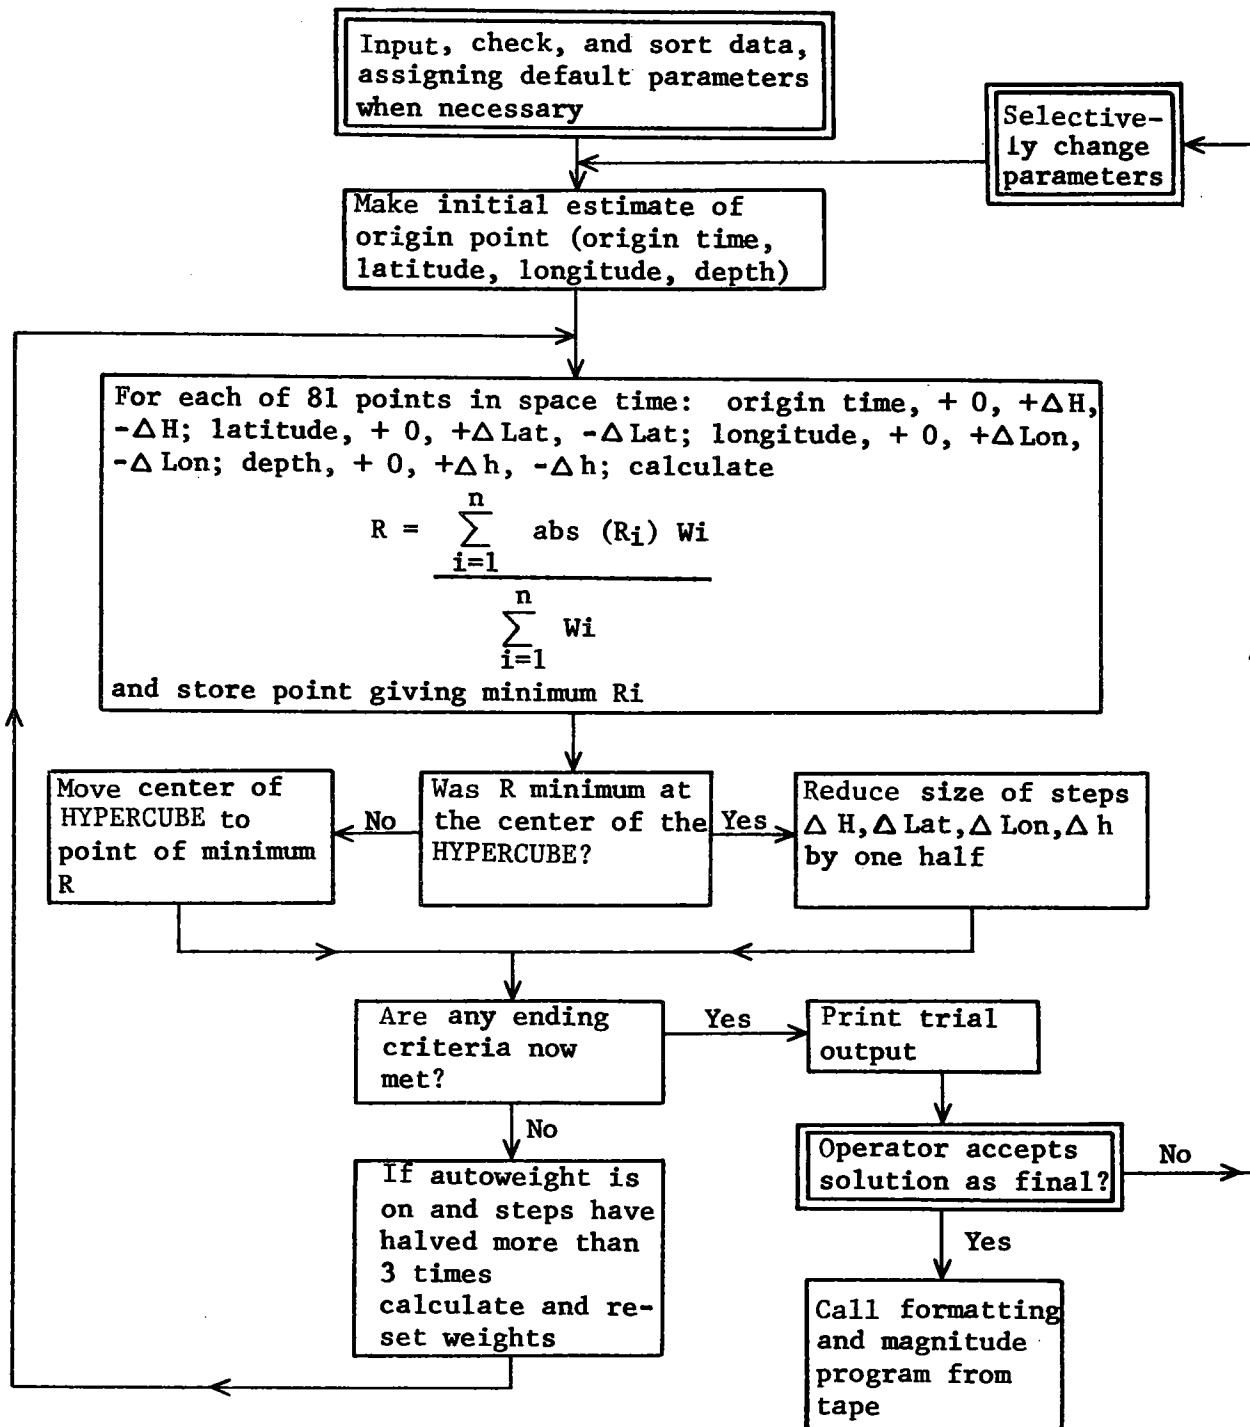 Input, check, and sort data,
assigning default parameters
when necessary
Selective-
ly change
parameters
Make initial estimate of
origin point (origin time,
latitude, longitude, depth)
For each of 81 points in space time: origin time, + 0, +ΔH,
-ΔH; latitude, + 0, +Δ Lat, -ΔLat; longitude, + 0, +ΔLon,
-Δ Lon; depth, + 0, +Δh, -Δh; calculate
n
R = ∑ abs (Ri) Wi
i=1
n
∑ Wi
i=1
and store point giving minimum Ri
Move center of
HYPERCUBE to
point of minimum
R
No
Was R minimum at
the center of the
HYPERCUBE?
Yes
Reduce size of steps
Δ H, Δ Lat, Δ Lon, Δ h
by one half
Are any ending
criteria now
met?
Yes
Print trial
output
No
Operator accepts
solution as final?
No
If autoweight is
on and steps have
halved more than
3 times
calculate and re-
set weights
Yes
Call formatting
and magnitude
program from
tape